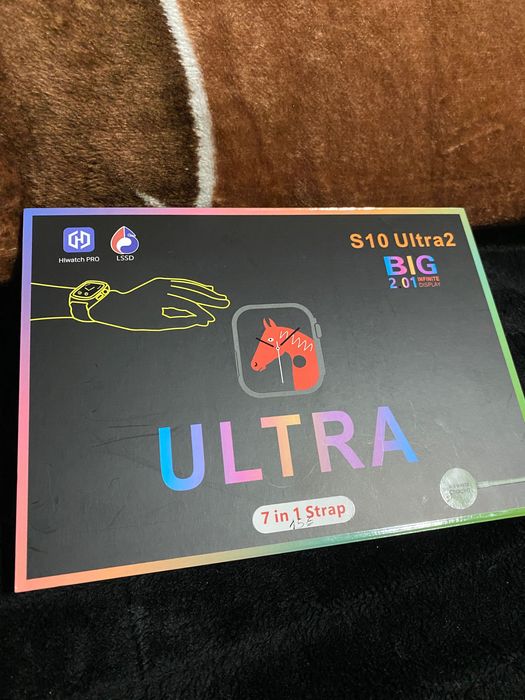 HIwatch PRO
LSSD
S10 Ultra2
BIG
2.01 INFINITE DISPLAY
ULTRA
7 in 1 Strap